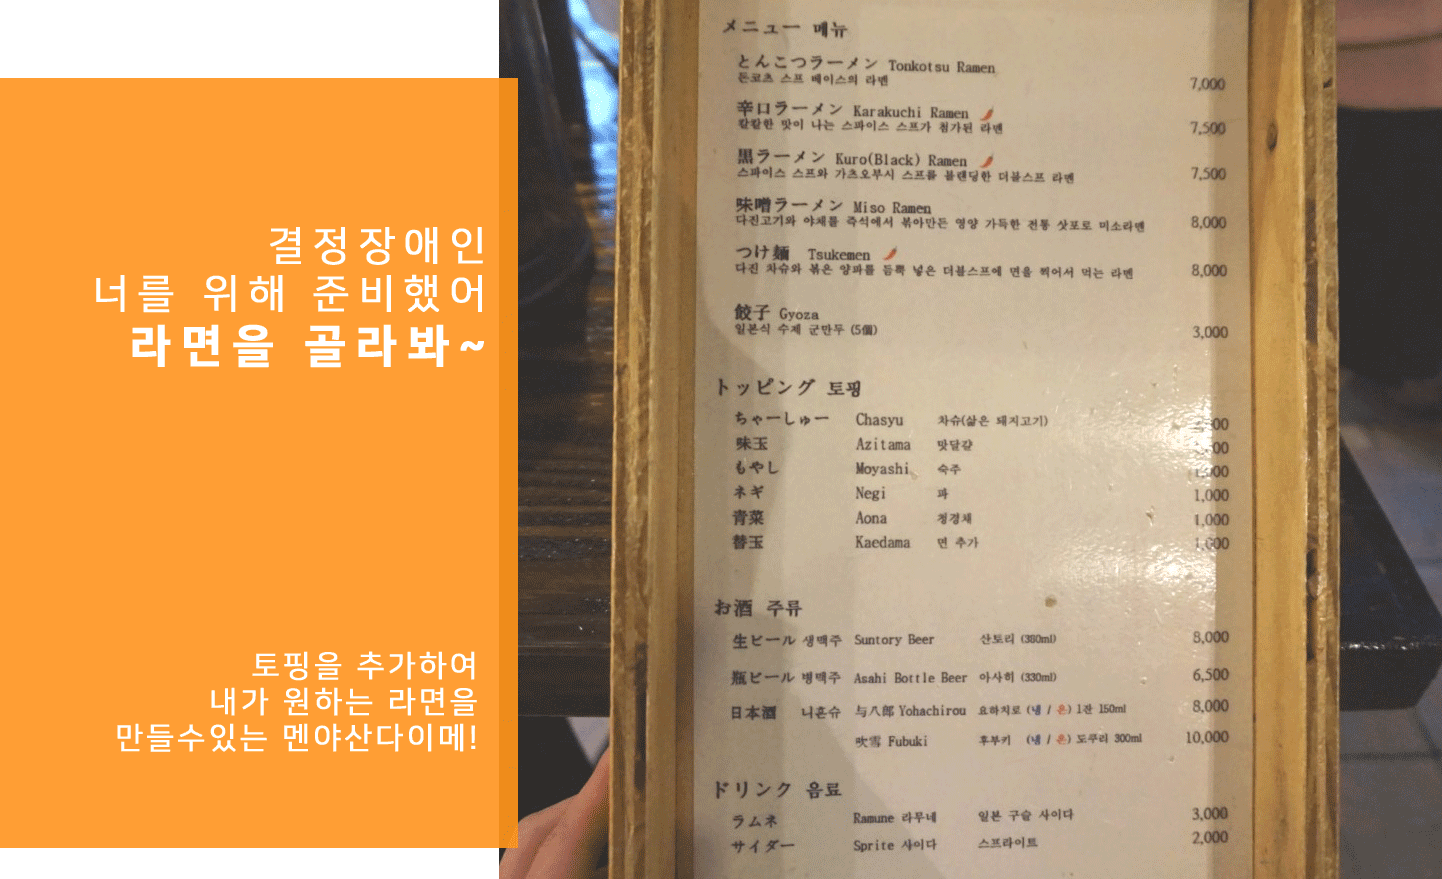 결정장애인
너를 위해 준비했어
라면을 골라봐~
토핑을 추가하여
내가 원하는 라면을
만들수있는 멘야산다이메!
メニュー 메뉴
とんこつラーメン Tonkotsu Ramen
돈코츠 스프 베이스의 라멘 7,000
辛口ラーメン Karakuchi Ramen
칼칼한 맛이 나는 스파이스 스프가 첨가된 라멘 7,500
黒ラーメン Kuro(Black) Ramen
스파이스 스프와 가츠오부시 스프를 블랜딩한 더블스프 라멘 7,500
味噌ラーメン Miso Ramen
다진고기와 야채를 즉석에서 볶아만든 영양 가득한 전통 삿포로 미소라멘 8,000
つけ麺 Tsukemen
다진 차슈와 볶은 양파를 듬뿍 넣은 더블스프에 면을 찍어서 먹는 라멘 8,000
餃子 Gyoza
일본식 수제 군만두 (5個) 3,000
トッピング 토핑
ちゃーしゅー Chasyu 차슈(삶은 돼지고기)
味玉 Azitama 맛달걀
もやし Moyashi 숙주
ネギ Negi 파 1,000
青菜 Aona 청경채 1,000
替玉 Kaedama 면 추가
お酒 주류
生ビール 생맥주 Suntory Beer 산토리 (380ml) 8,000
瓶ビール 병맥주 Asahi Bottle Beer 아사히 (330ml) 6,500
日本酒 니혼슈 与八郎 Yohachirou 요하치로 (냉 / 온) 1잔 150ml 8,000
吹雪 Fubuki 후부키 (냉 / 온) 도쿠리 300ml 10,000
ドリンク 음료
ラムネ Ramune 라무네 일본 구슬 사이다 3,000
サイダー Sprite 사이다 스프라이트 2,000